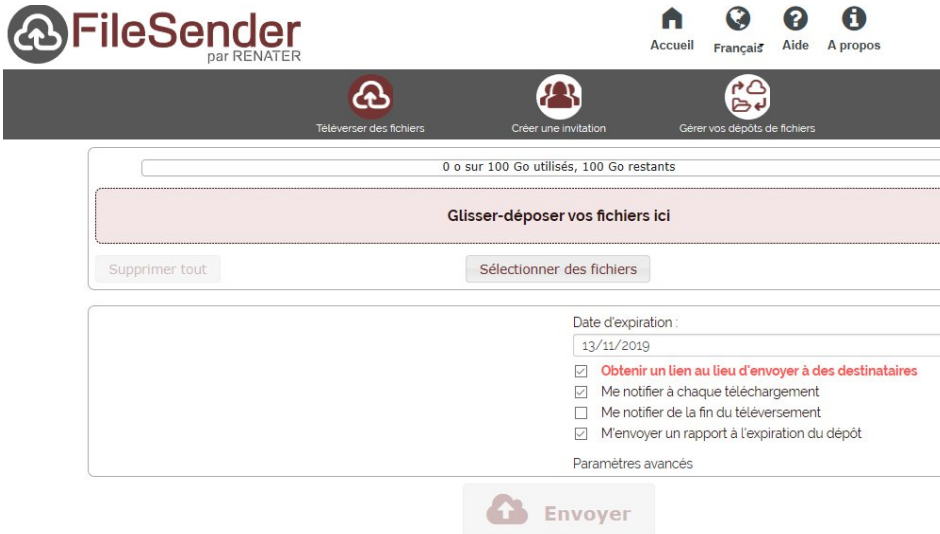 FileSender
par RENATER
Accueil Français Aide A propos
Téléverser des fichiers Créer une invitation Gérer vos dépôts de fichiers
0 o sur 100 Go utilisés, 100 Go restants
Glisser-déposer vos fichiers ici
Supprimer tout Sélectionner des fichiers
Date d'expiration :
13/11/2019
Obtenir un lien au lieu d'envoyer à des destinataires
Me notifier à chaque téléchargement
Me notifier de la fin du téléversement
M'envoyer un rapport à l'expiration du dépôt
Paramètres avancés
Envoyer